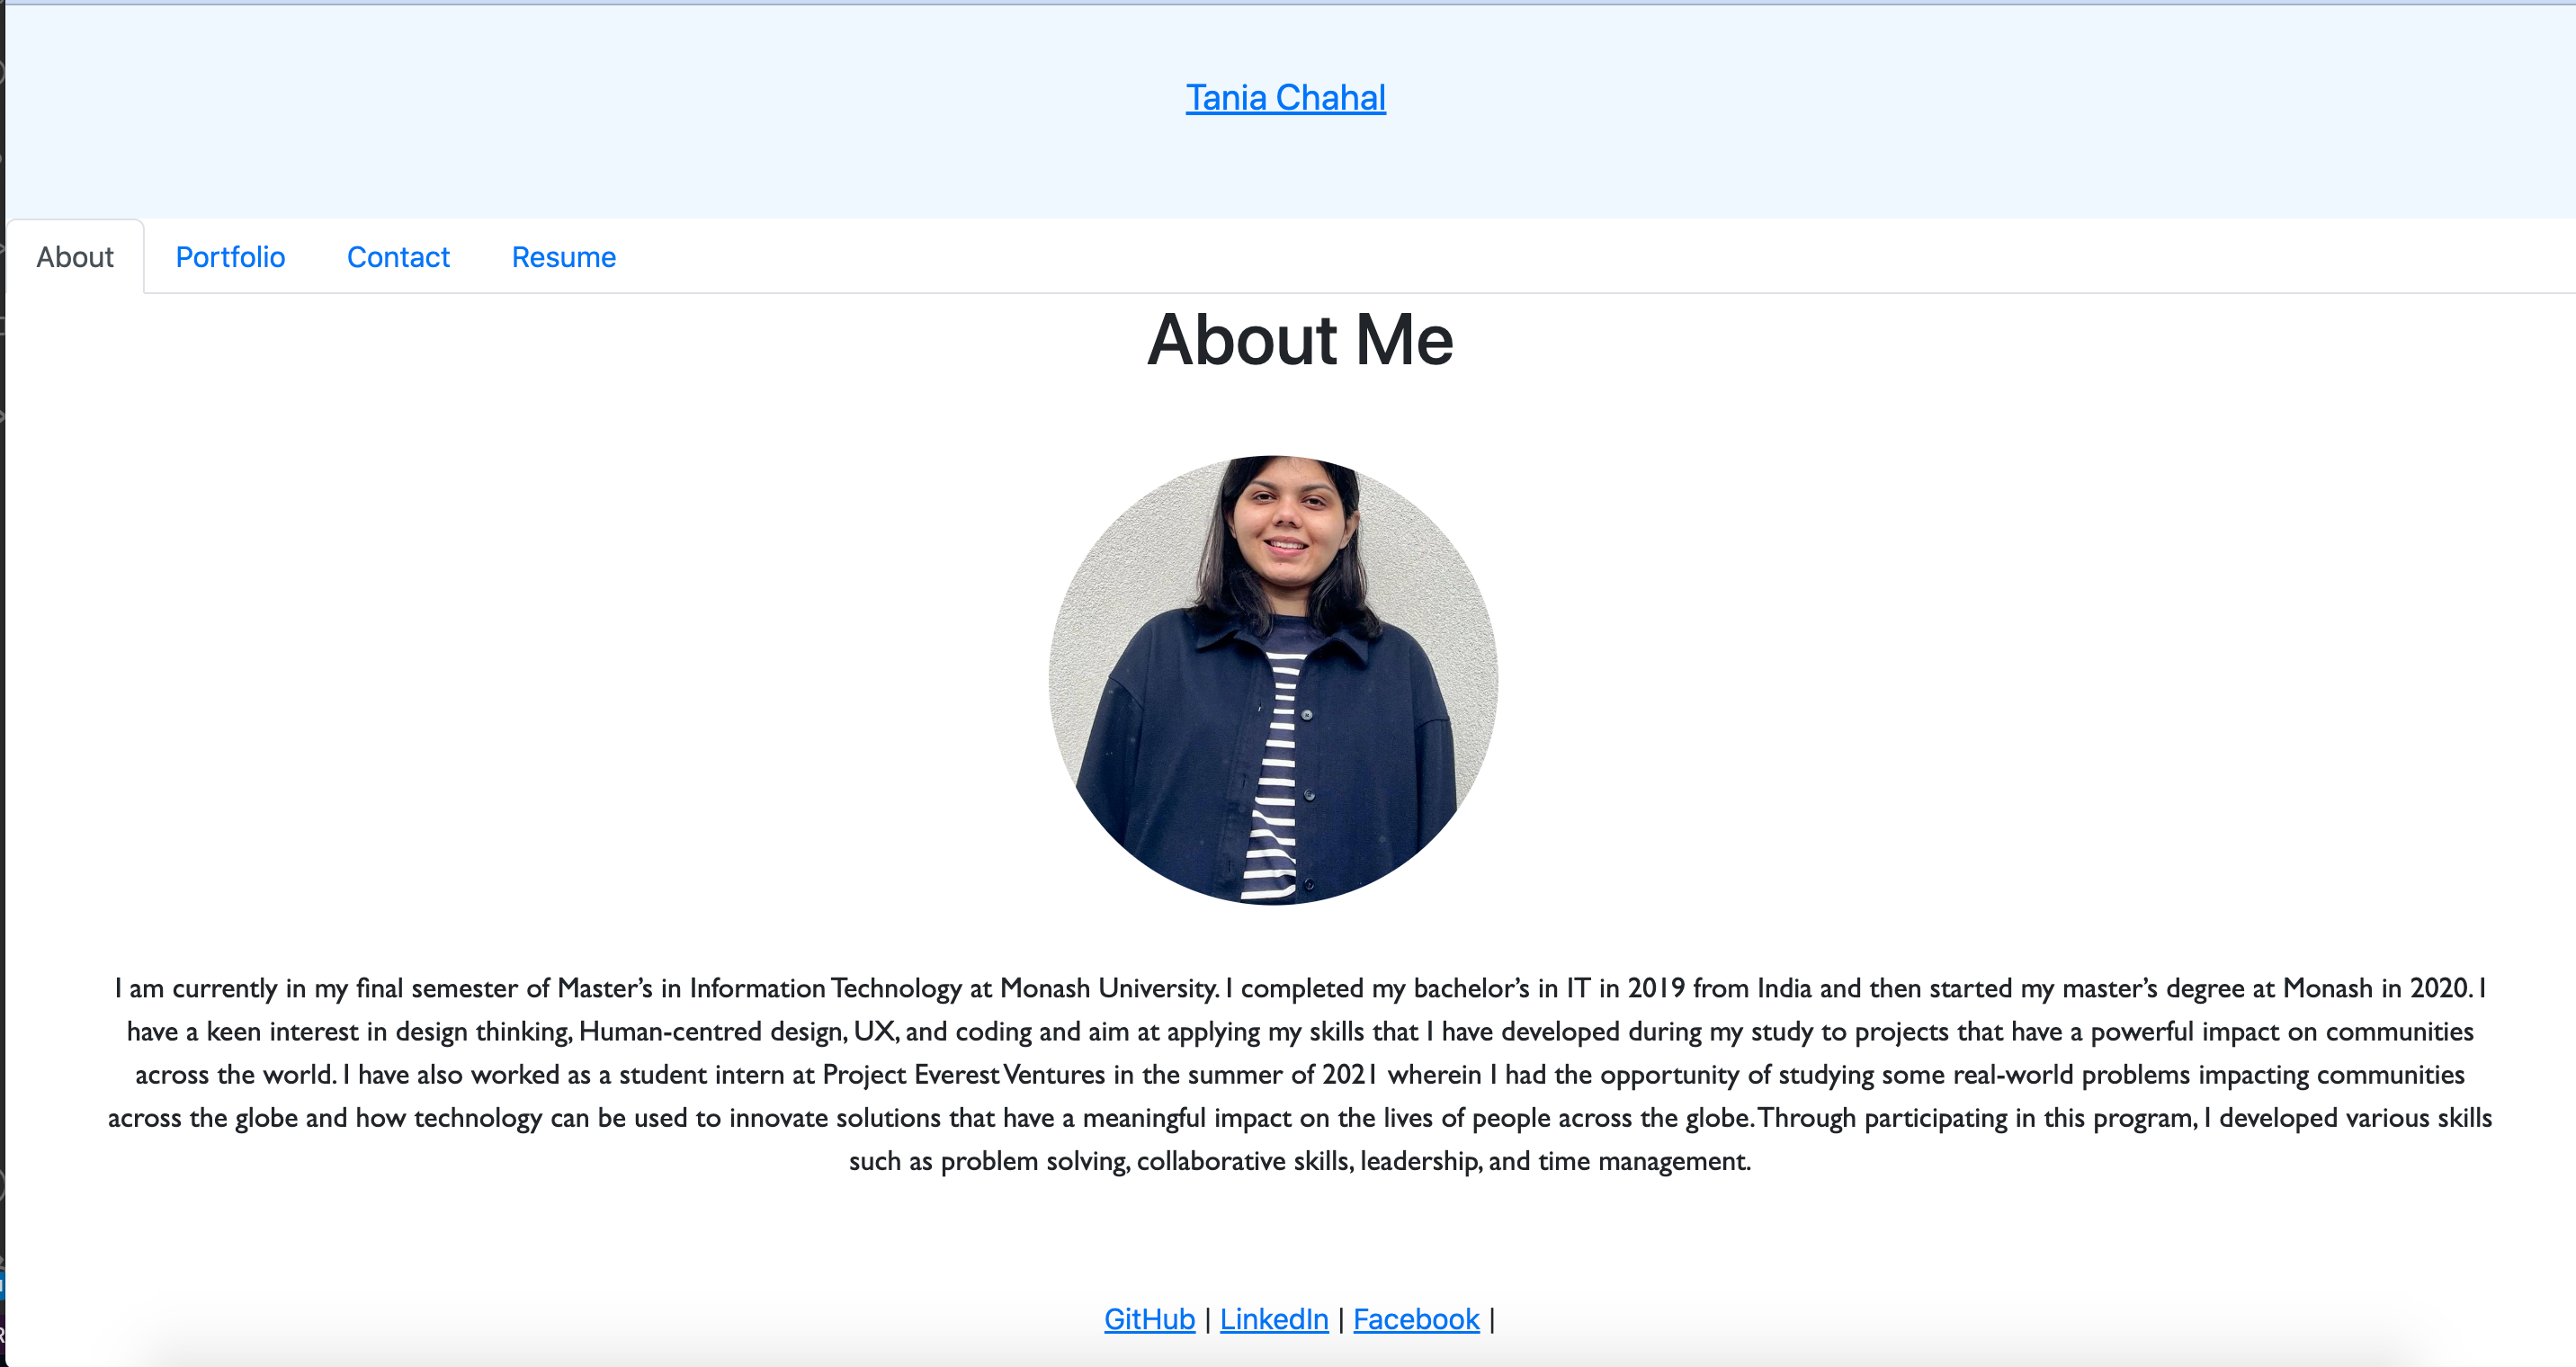 Tania Chahal
About Portfolio Contact Resume
About Me
I am currently in my final semester of Master’s in Information Technology at Monash University. I completed my bachelor’s in IT in 2019 from India and then started my master’s degree at Monash in 2020. I
have a keen interest in design thinking, Human-centred design, UX, and coding and aim at applying my skills that I have developed during my study to projects that have a powerful impact on communities
across the world. I have also worked as a student intern at Project Everest Ventures in the summer of 2021 wherein I had the opportunity of studying some real-world problems impacting communities
across the globe and how technology can be used to innovate solutions that have a meaningful impact on the lives of people across the globe. Through participating in this program, I developed various skills
such as problem solving, collaborative skills, leadership, and time management.
GitHub | LinkedIn | Facebook |